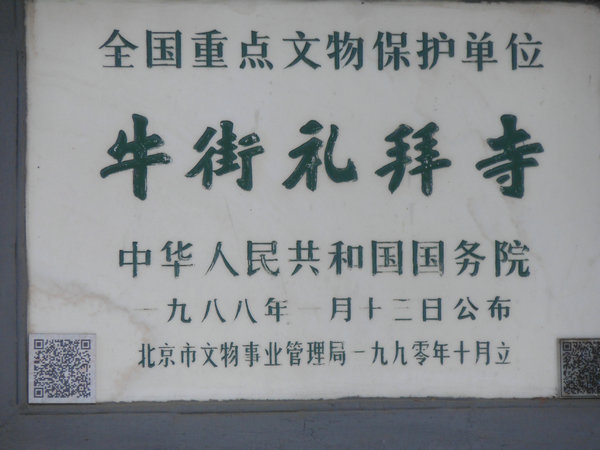 全国重点文物保护单位
牛街礼拜寺
中华人民共和国国务院
一九八八年一月十三日公布
北京市文物事业管理局一九九零年十月立